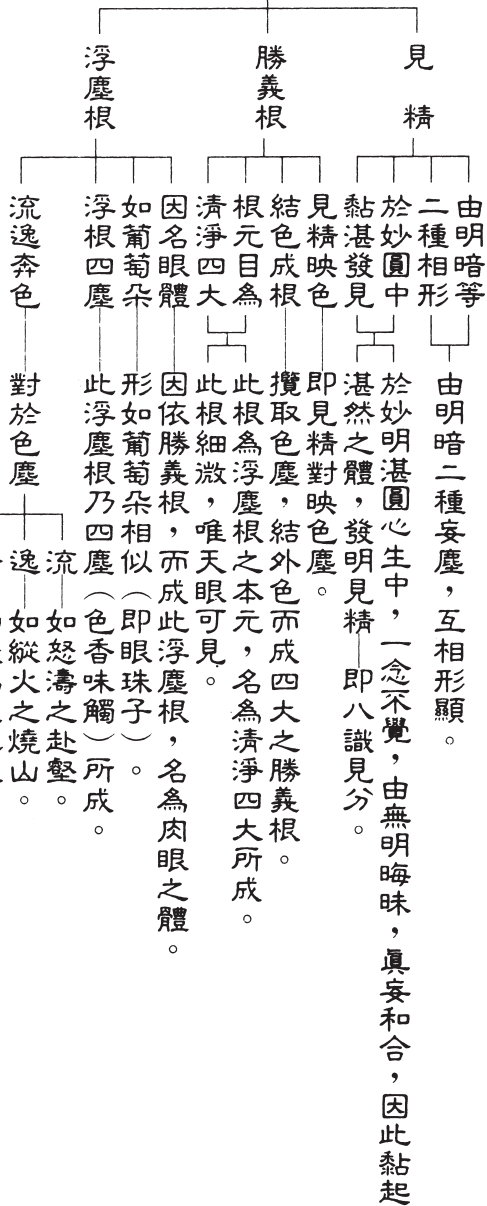 見精
由明暗等
二種相形
由明暗二種妄塵，互相形顯。
於妙圓中
黏湛發見
於妙明湛圓心生中，一念不覺，由無明晦昧，真妄和合，因此黏起
湛然之體，發明見精—即八識見分。
勝義根
見精映色
即見精對映色塵。
結色成根
攬取色塵，結外色而成四大之勝義根。
根元目為
清淨四大
此根為浮塵根之本元，名為清淨四大所成。
此根細微，唯天眼可見。
浮塵根
因名眼體
因依勝義根，而成此浮塵根，名為肉眼之體。
如葡萄朵
形如葡萄朵相似（即眼珠子）。
浮根四塵
此浮塵根乃四塵（色香味觸）所成。
流逸奔色
對於色塵
流
如怒濤之赴壑。
逸
如縱火之燒山。